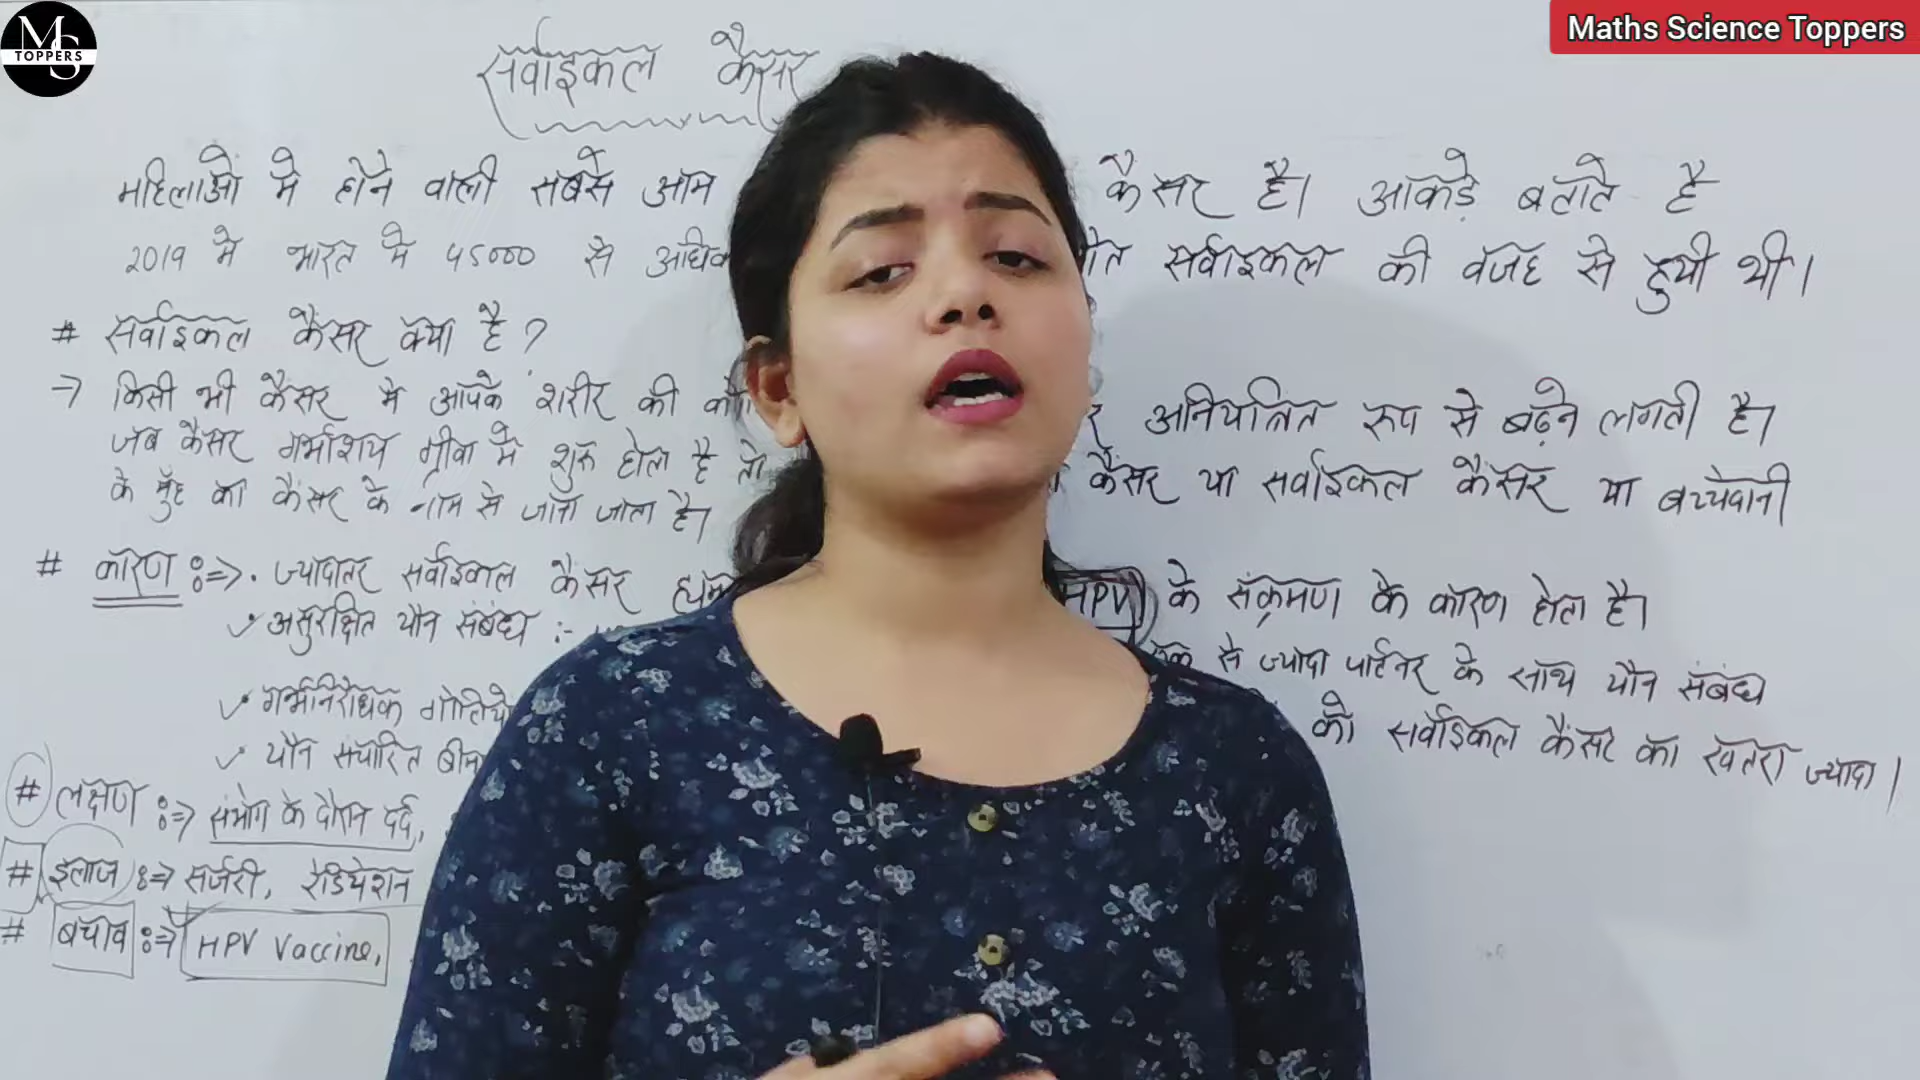 MS
TOPPERS
Maths Science Toppers
सर्वाइकल कैंसर
महिलाओं मे होने वाली सबसे आम कैंसर है। आंकड़े बताते है
2019 मे भारत मे 45000 से अधिक सर्वाइकल की वजह से हुयी थी।
# सर्वाइकल कैंसर क्या है ?
→ किसी भी कैंसर मे आपके शरीर की अनियंत्रित रूप से बढ़ने लगती है।
जब कैंसर गर्भाशय ग्रीवा मे शुरू होता है तो कैंसर या सर्वाइकल कैंसर या बच्चेदानी
के मुँह का कैंसर के नाम से जाना जाता है।
# कारण :⇒ • ज्यादातर सर्वाइकल कैंसर HPV के संक्रमण के कारण होता है।
✓ असुरक्षित यौन संबंध :- से ज्यादा पार्टनर के साथ यौन संबंध
✓ गर्भनिरोधक को सर्वाइकल कैंसर का खतरा ज्यादा।
✓ यौन संचारित
# लक्षण :⇒ संभोग के दौरान दर्द,
# इलाज :⇒ सर्जरी, रेडियेशन
# बचाव :⇒ HPV Vaccine,